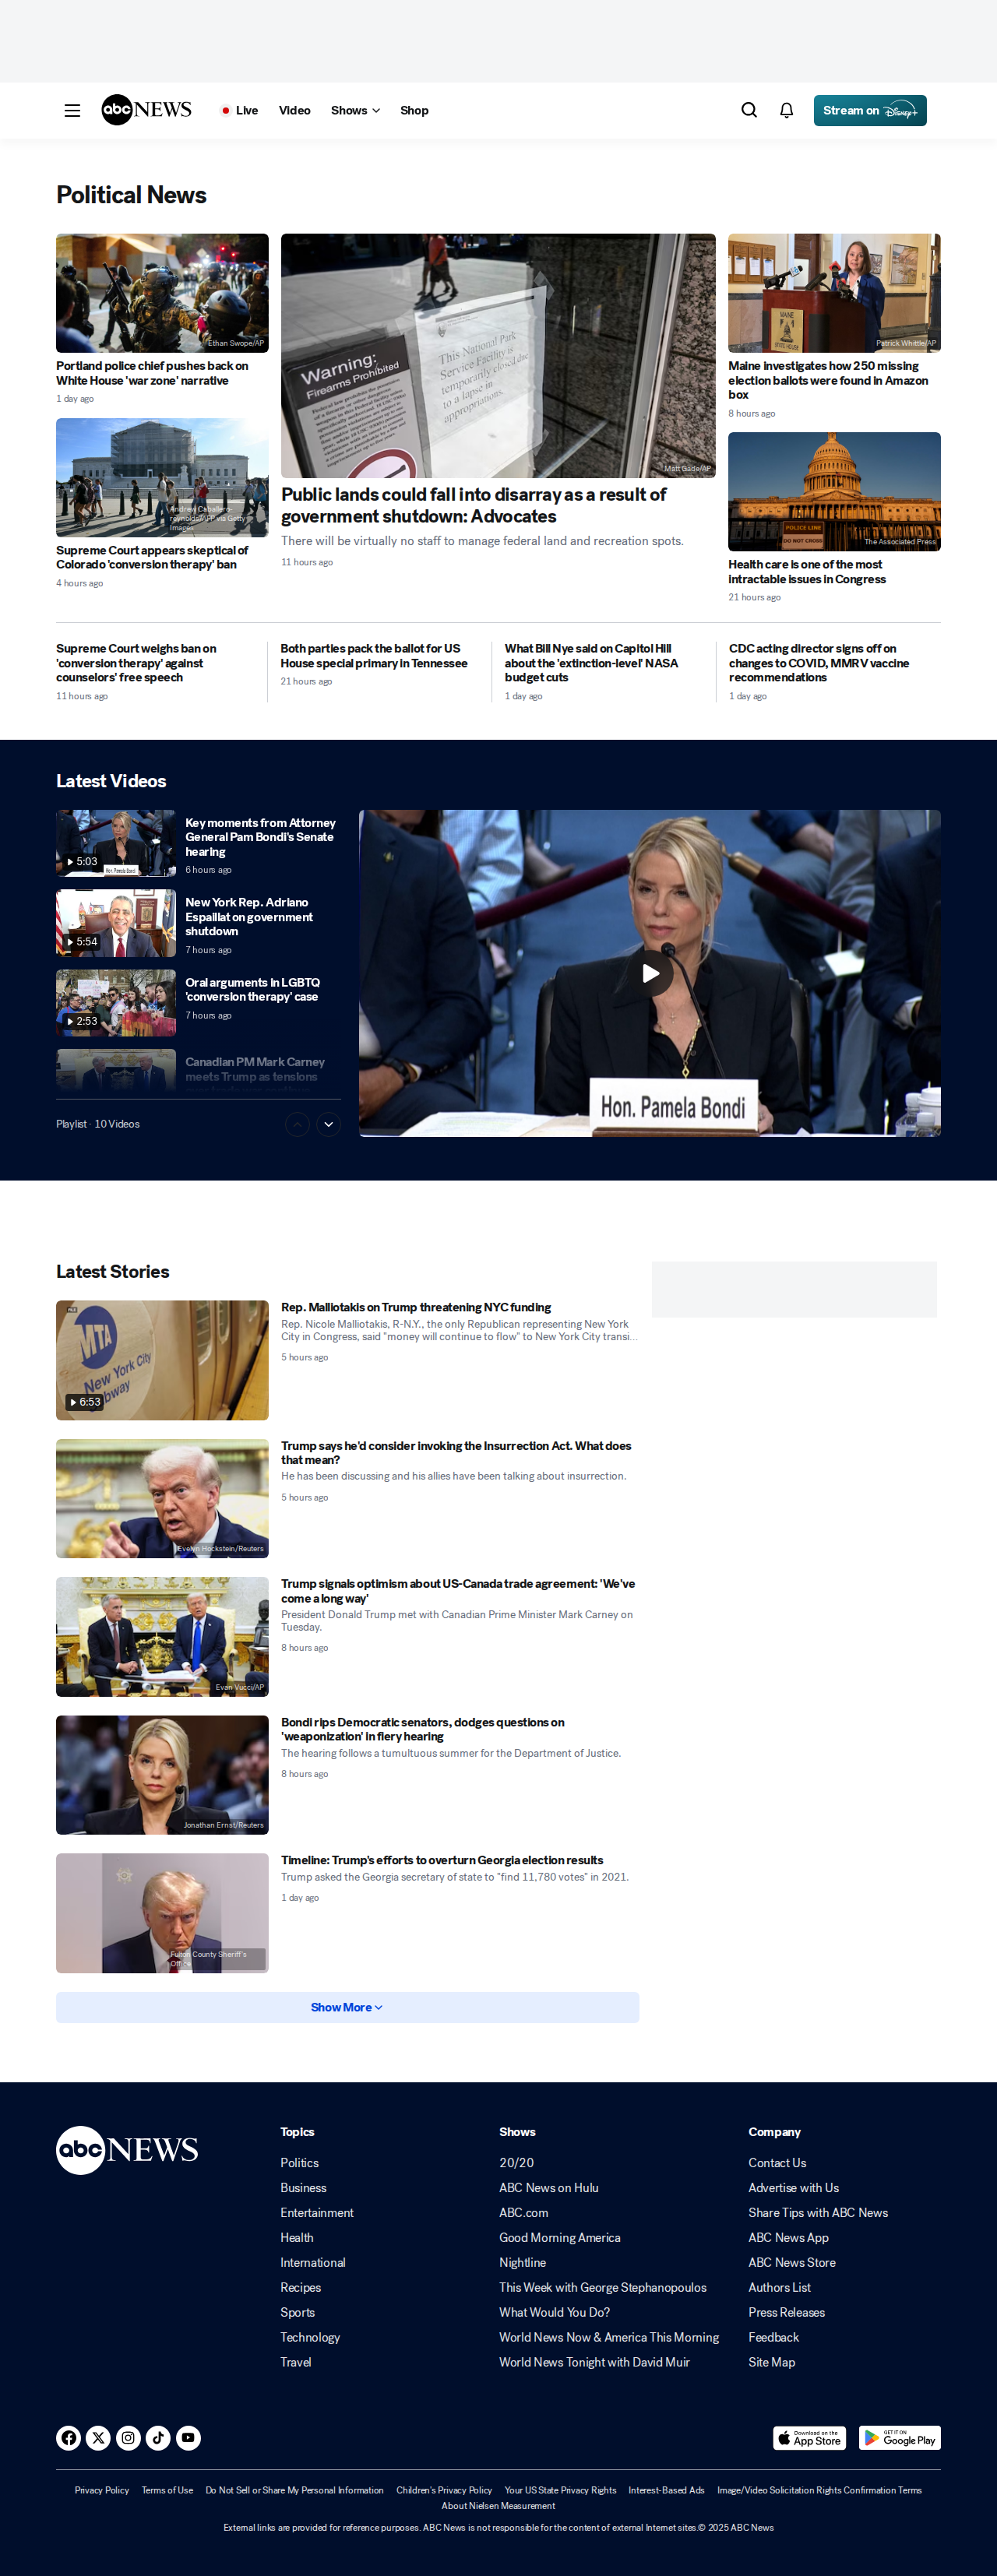 abc NEWS
Live
Video
Shows
Shop
Stream on Disney+
Political News
Ethan Swope/AP
Portland police chief pushes back on
White House 'war zone' narrative
1 day ago
Andrew Caballero-
reynolds/AFP via Getty
Images
Supreme Court appears skeptical of
Colorado 'conversion therapy' ban
4 hours ago
Warning:
Firearms Prohibited
This National Park
Service Facility is
temporarily closed
due to a lapse in
appropriations.
Matt Gade/AP
Public lands could fall into disarray as a result of
government shutdown: Advocates
There will be virtually no staff to manage federal land and recreation spots.
11 hours ago
MAINE
STATE HOUSE
Patrick Whittle/AP
Maine investigates how 250 missing
election ballots were found in Amazon
box
8 hours ago
POLICE LINE
DO NOT CROSS
The Associated Press
Health care is one of the most
intractable issues in Congress
21 hours ago
Supreme Court weighs ban on
'conversion therapy' against
counselors' free speech
11 hours ago
Both parties pack the ballot for US
House special primary in Tennessee
21 hours ago
What Bill Nye said on Capitol Hill
about the 'extinction-level' NASA
budget cuts
1 day ago
CDC acting director signs off on
changes to COVID, MMRV vaccine
recommendations
1 day ago
Latest Videos
5:03
Hon. Pamela Bondi
Key moments from Attorney
General Pam Bondi's Senate
hearing
6 hours ago
5:54
New York Rep. Adriano
Espaillat on government
shutdown
7 hours ago
2:53
Oral arguments in LGBTQ
'conversion therapy' case
7 hours ago
Canadian PM Mark Carney
meets Trump as tensions
Playlist · 10 Videos
Hon. Pamela Bondi
Latest Stories
MTA
New York City
Subway
6:53
Rep. Malliotakis on Trump threatening NYC funding
Rep. Nicole Malliotakis, R-N.Y., the only Republican representing New York
City in Congress, said "money will continue to flow" to New York City transi...
5 hours ago
Evelyn Hockstein/Reuters
Trump says he'd consider invoking the Insurrection Act. What does
that mean?
He has been discussing and his allies have been talking about insurrection.
5 hours ago
Evan Vucci/AP
Trump signals optimism about US-Canada trade agreement: 'We've
come a long way'
President Donald Trump met with Canadian Prime Minister Mark Carney on
Tuesday.
8 hours ago
Jonathan Ernst/Reuters
Bondi rips Democratic senators, dodges questions on
'weaponization' in fiery hearing
The hearing follows a tumultuous summer for the Department of Justice.
8 hours ago
Fulton County Sheriff's
Timeline: Trump's efforts to overturn Georgia election results
Trump asked the Georgia secretary of state to "find 11,780 votes" in 2021.
1 day ago
Show More
abc NEWS
Topics
Politics
Business
Entertainment
Health
International
Recipes
Sports
Technology
Travel
Shows
20/20
ABC News on Hulu
ABC.com
Good Morning America
Nightline
This Week with George Stephanopoulos
What Would You Do?
World News Now & America This Morning
World News Tonight with David Muir
Company
Contact Us
Advertise with Us
Share Tips with ABC News
ABC News App
ABC News Store
Authors List
Press Releases
Feedback
Site Map
Download on the
App Store
GET IT ON
Google Play
Privacy Policy Terms of Use Do Not Sell or Share My Personal Information Children's Privacy Policy Your US State Privacy Rights Interest-Based Ads Image/Video Solicitation Rights Confirmation Terms
About Nielsen Measurement
External links are provided for reference purposes. ABC News is not responsible for the content of external Internet sites.© 2025 ABC News